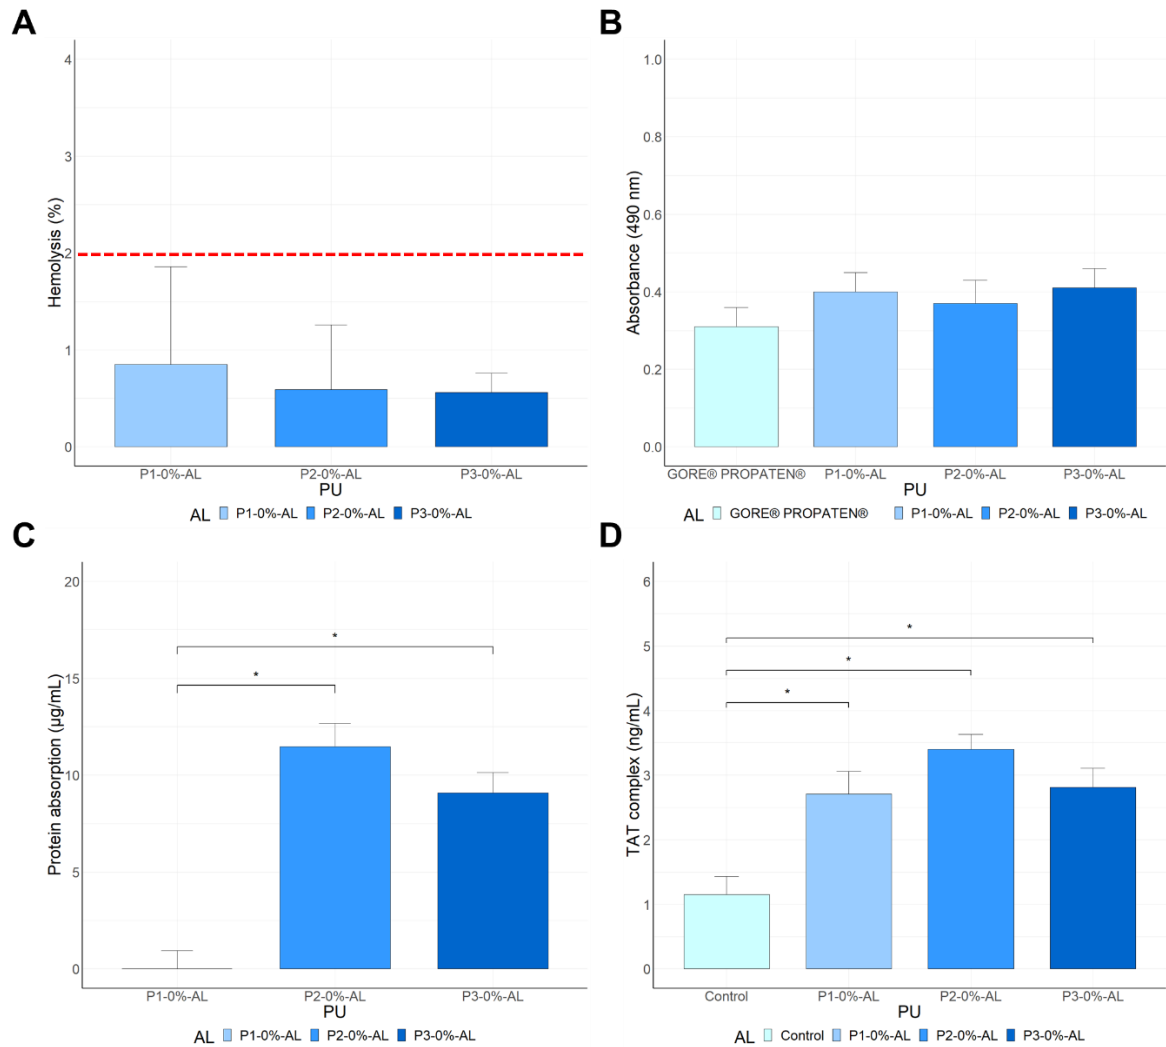 A
Hemolysis (%)
4
3
2
1
0
P1-0%-AL P2-0%-AL P3-0%-AL
PU
AL P1-0%-AL P2-0%-AL P3-0%-AL
B
Absorbance (490 nm)
1.0
0.8
0.6
0.4
0.2
0.0
GORE® PROPATEN® P1-0%-AL P2-0%-AL P3-0%-AL
PU
AL GORE® PROPATEN® P1-0%-AL P2-0%-AL P3-0%-AL
C
Protein absorption (µg/mL)
20
15
10
5
0
*
*
P1-0%-AL P2-0%-AL P3-0%-AL
PU
AL P1-0%-AL P2-0%-AL P3-0%-AL
D
TAT complex (ng/mL)
6
5
4
3
2
1
0
*
*
*
Control P1-0%-AL P2-0%-AL P3-0%-AL
PU
AL Control P1-0%-AL P2-0%-AL P3-0%-AL